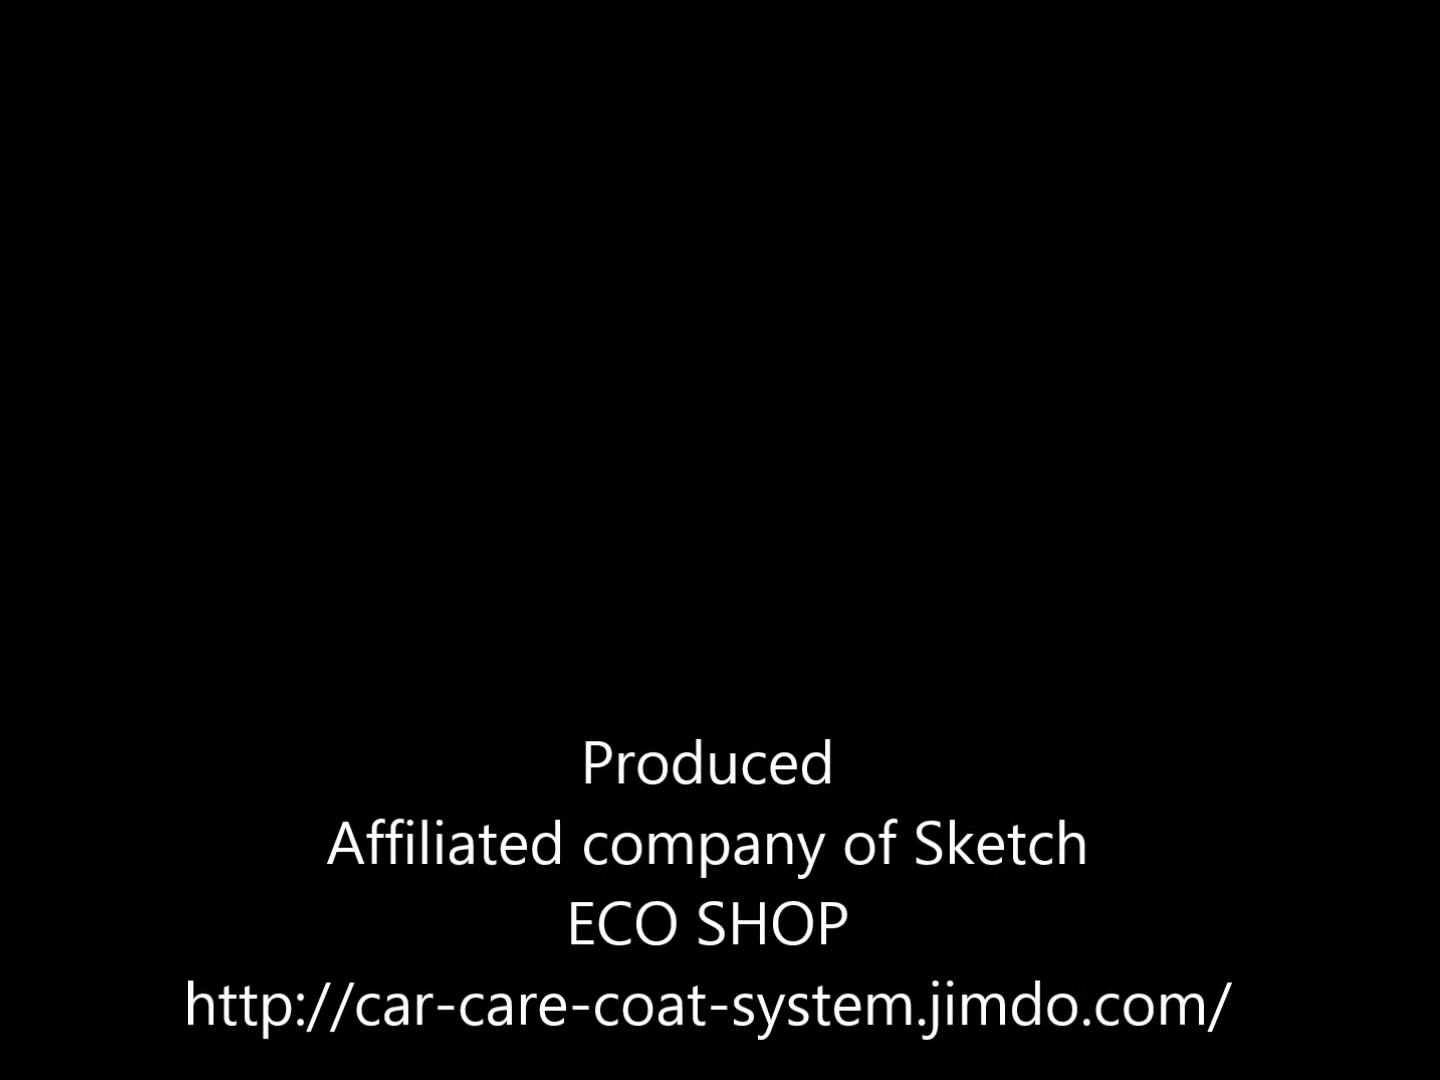 Produced
Affiliated company of Sketch
ECO SHOP
http://car-care-coat-system.jimdo.com/